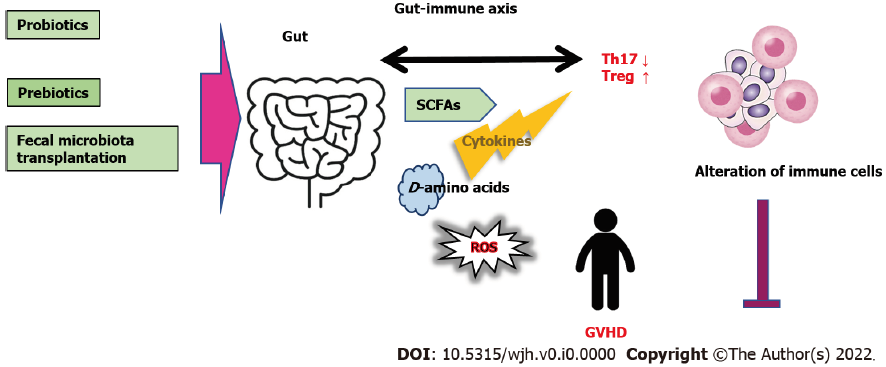 Probiotics
Prebiotics
Fecal microbiota
transplantation
Gut
Gut-immune axis
SCFAs
Cytokines
D-amino acids
ROS
Th17 ↓
Treg ↑
Alteration of immune cells
GVHD
DOI: 10.5315/wjh.v0.i0.0000 Copyright ©The Author(s) 2022.